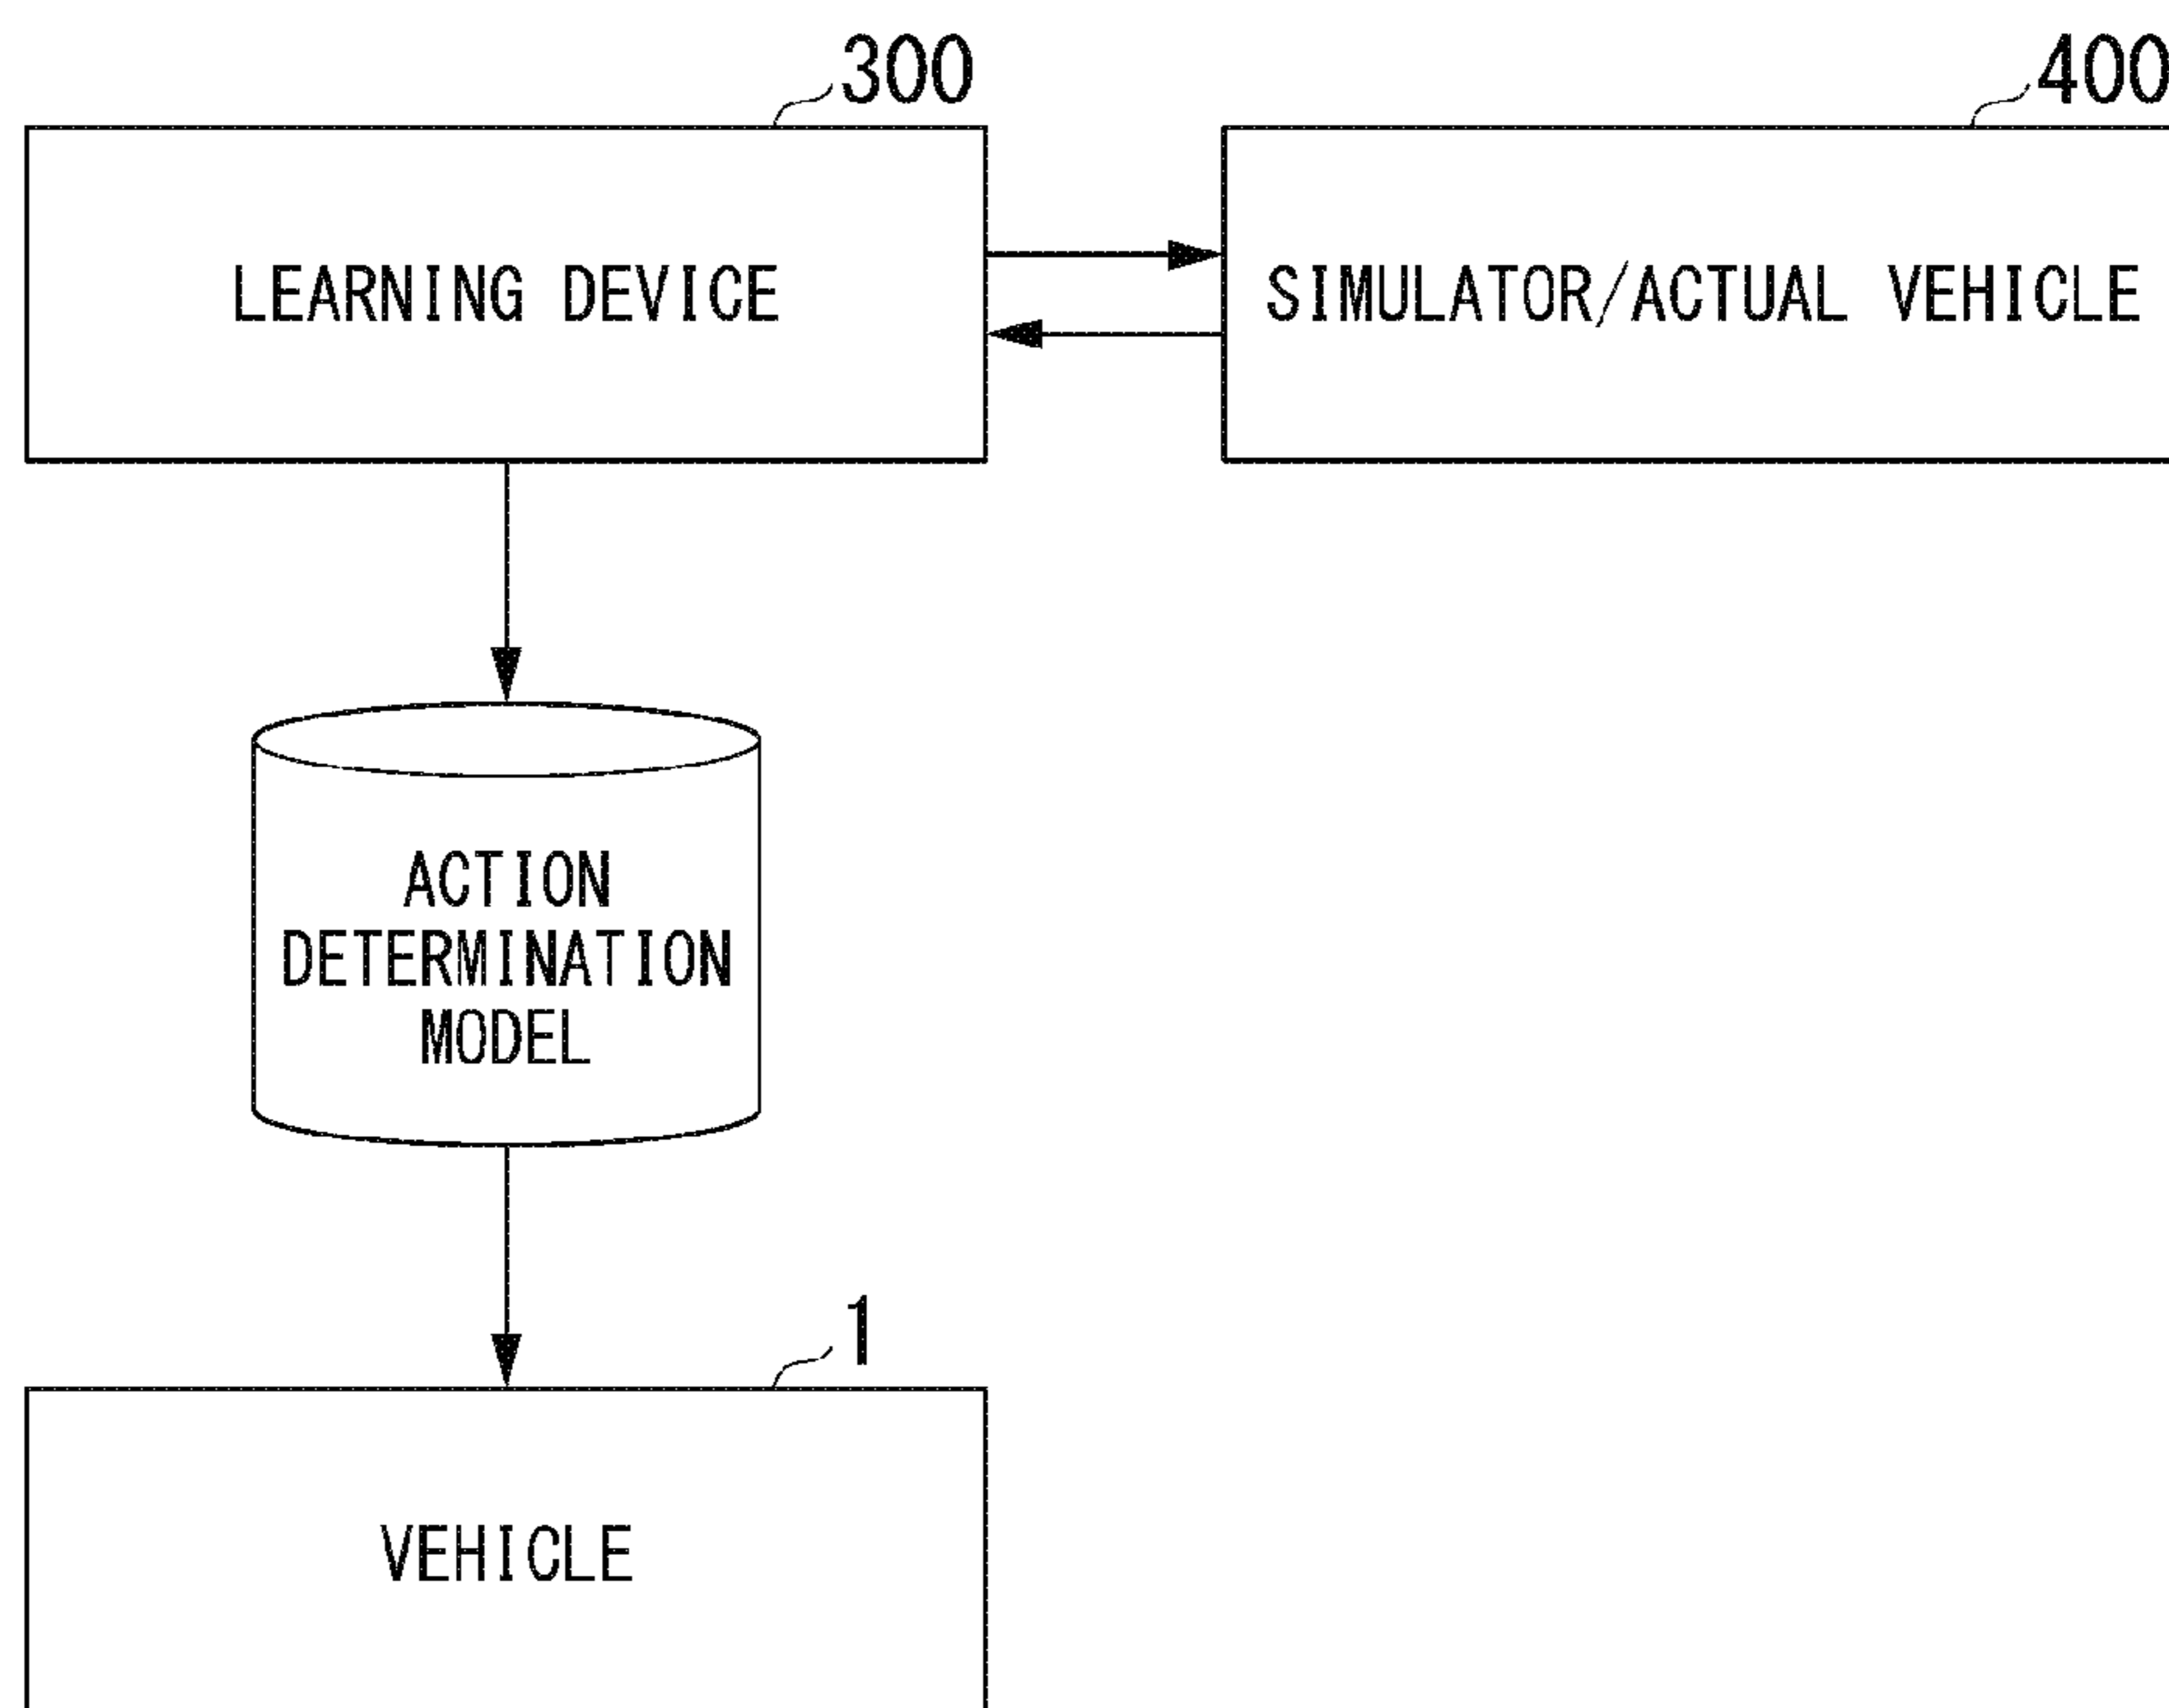 300
400
LEARNING DEVICE
SIMULATOR/ACTUAL VEHICLE
ACTION
DETERMINATION
MODEL
1
VEHICLE